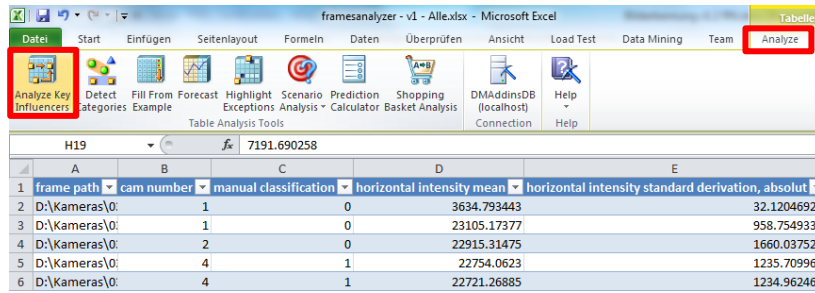 framesanalyzer - v1 - Alle.xlsx - Microsoft Excel
Tabelle
Datei Start Einfügen Seitenlayout Formeln Daten Überprüfen Ansicht Load Test Data Mining Team Analyze
Analyze Key Influencers Detect Categories Fill From Example Forecast Highlight Exceptions Scenario Analysis Prediction Calculator Shopping Basket Analysis DMAddinsDB (localhost) Help
Table Analysis Tools Connection Help
H19 fx 7191.690258
A B C D E
1 frame path cam number manual classification horizontal intensity mean horizontal intensity standard derivation, absolut
2 D:\Kameras\0 1 0 3634.793443 32.1204692
3 D:\Kameras\0 1 0 23105.17377 958.754933
4 D:\Kameras\0 2 0 22915.31475 1660.03752
5 D:\Kameras\0 4 1 22754.0623 1235.70996
6 D:\Kameras\0 4 1 22721.26885 1234.96246